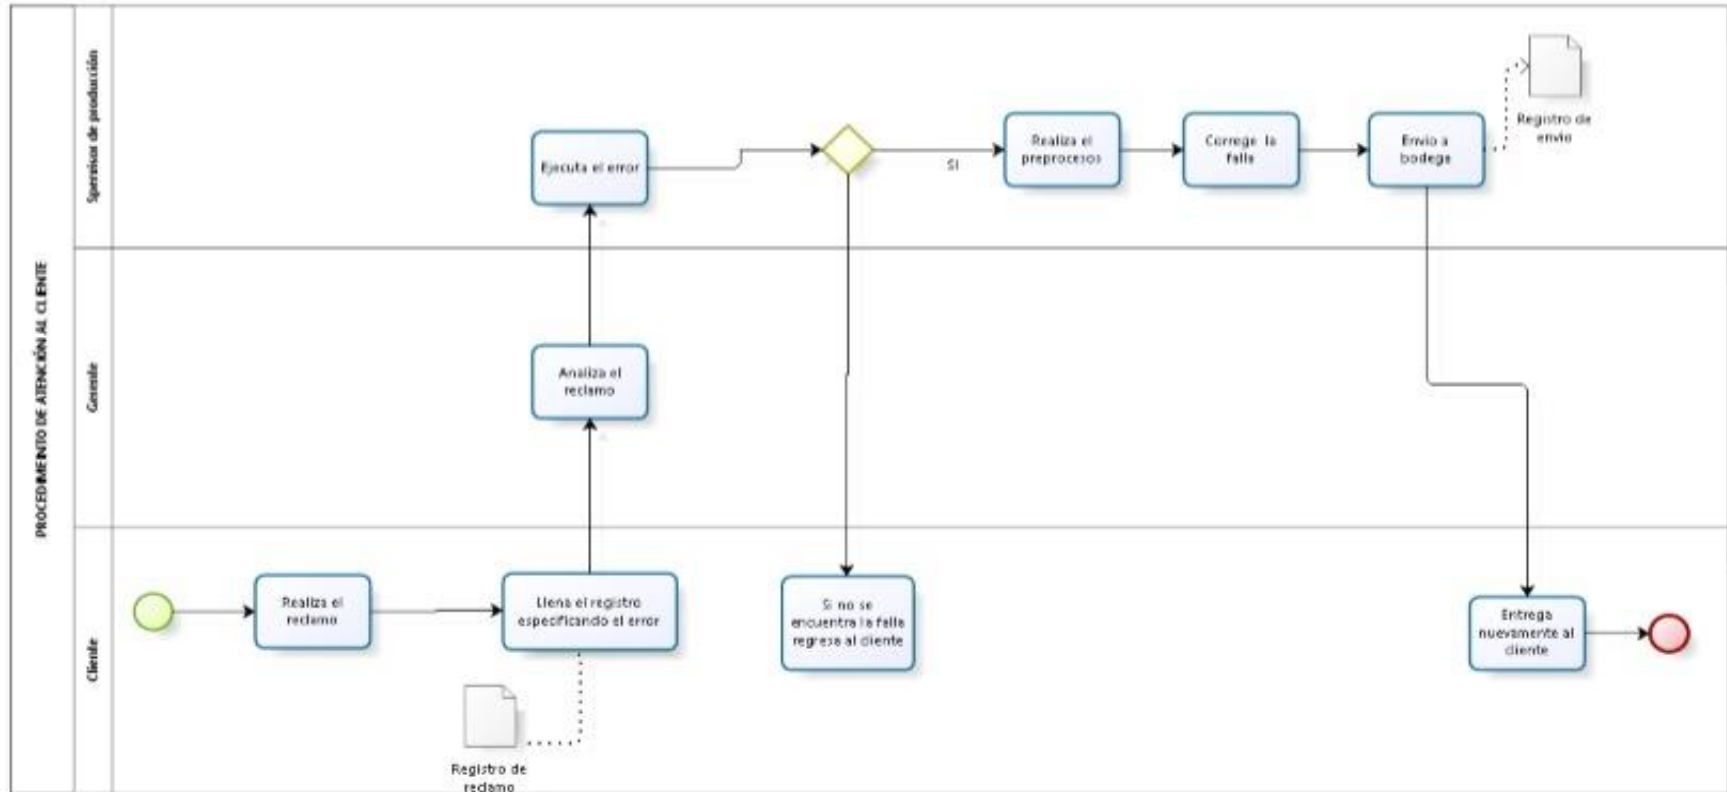 PROCEDIMEINTO DE ATENCIÓN AL CLIENTE
Spervisor de producción
Gerente
Cliente
Ejecuta el error
SI
Realiza el
preprocesos
Correge la
falla
Envio a
bodega
Registro de
envio
Analiza el
reclamo
Realiza el
reclamo
Llena el registro
especificando el error
Si no se
encuentra la falla
regresa al cliente
Entrega
nuevamente al
cliente
Registro de
reclamo